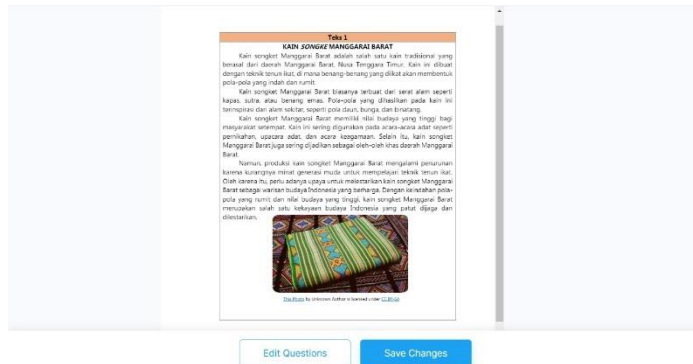 Teks 1
KAIN SONGKE MANGGARAI BARAT
Kain songket Manggarai Barat adalah salah satu kain tradisional yang
berasal dari daerah Manggarai Barat, Nusa Tenggara Timur. Kain ini dibuat
dengan teknik tenun ikat, di mana benang-benang yang diikat akan membentuk
pola-pola yang indah dan rumit.
Kain songket Manggarai Barat biasanya terbuat dari serat alam seperti
kapas, sutra, atau benang emas. Pola-pola yang dihasilkan pada kain ini
terinspirasi dari alam sekitar, seperti pola daun, bunga, dan binatang.
Kain songket Manggarai Barat memiliki nilai budaya yang tinggi bagi
masyarakat setempat. Kain ini sering digunakan pada acara-acara adat seperti
pernikahan, upacara adat, dan acara keagamaan. Selain itu, kain songket
Manggarai Barat juga sering dijadikan sebagai oleh-oleh khas daerah Manggarai
Barat.
Namun, produksi kain songket Manggarai Barat mengalami penurunan
karena kurangnya minat generasi muda untuk mempelajari teknik tenun ikat.
Oleh karena itu, perlu adanya upaya untuk melestarikan kain songket Manggarai
Barat sebagai warisan budaya Indonesia yang berharga. Dengan keindahan pola-
pola yang rumit dan nilai budaya yang tinggi, kain songket Manggarai Barat
merupakan salah satu kekayaan budaya Indonesia yang patut dijaga dan
dilestarikan.
This Photo by Unknown Author is licensed under CC BY-SA
Edit Questions
Save Changes